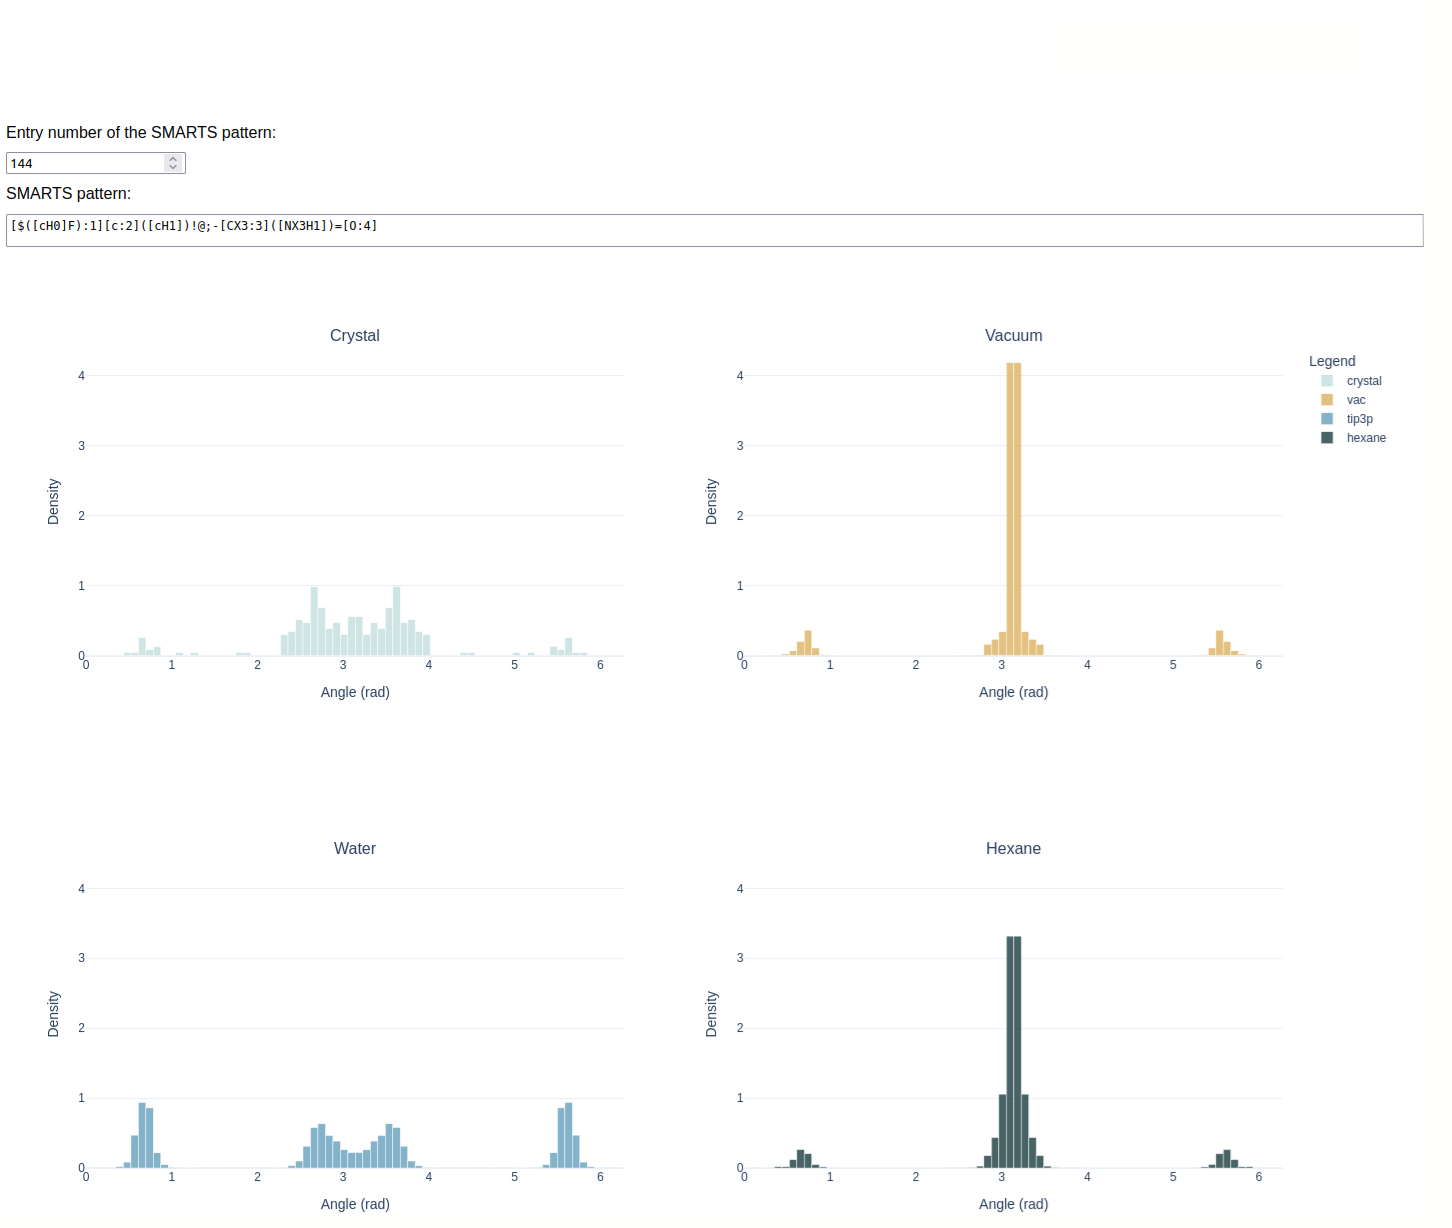 Entry number of the SMARTS pattern:
144
SMARTS pattern:
[$([cH0]F):1][c:2]([cH1])!@;-[CX3:3]([NX3H1])=[O:4]
Crystal
Vacuum
Legend
crystal
vac
tip3p
hexane
4
3
2
1
0
Density
0 1 2 3 4 5 6
Angle (rad)
4
3
2
1
0
Density
0 1 2 3 4 5 6
Angle (rad)
Water
Hexane
4
3
2
1
0
Density
0 1 2 3 4 5 6
Angle (rad)
4
3
2
1
0
Density
0 1 2 3 4 5 6
Angle (rad)